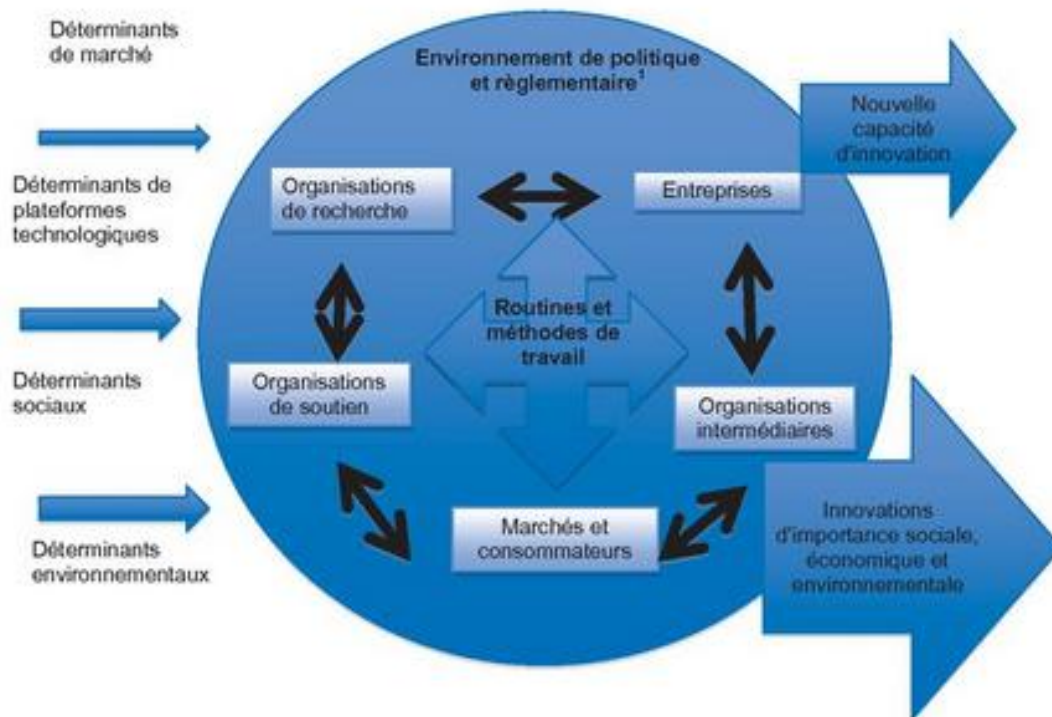 Déterminants
de marché
Déterminants de
plateformes
technologiques
Déterminants
sociaux
Déterminants
environnementaux
Environnement de politique
et règlementaire¹
Organisations
de recherche
Entreprises
Routines et
méthodes de
travail
Organisations
de soutien
Organisations
intermédiaires
Marchés et
consommateurs
Nouvelle
capacité
d'innovation
Innovations
d'importance sociale,
économique et
environnementale